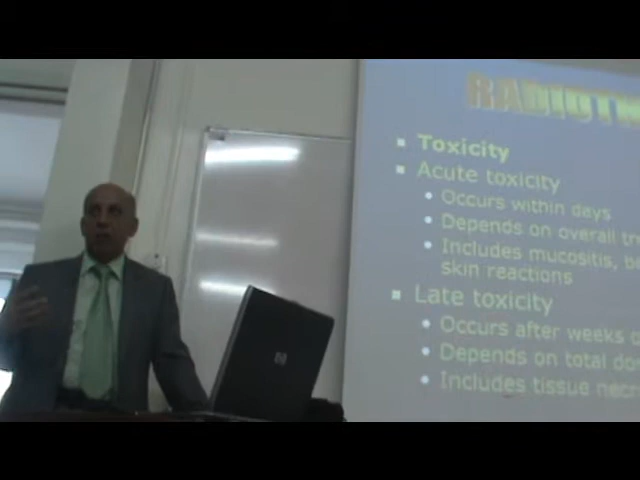 Toxicity
Acute toxicity
Occurs within days
Depends on overall
Includes mucositis,
skin reactions
Late toxicity
Occurs after weeks
Depends on total
Includes tissue
hp